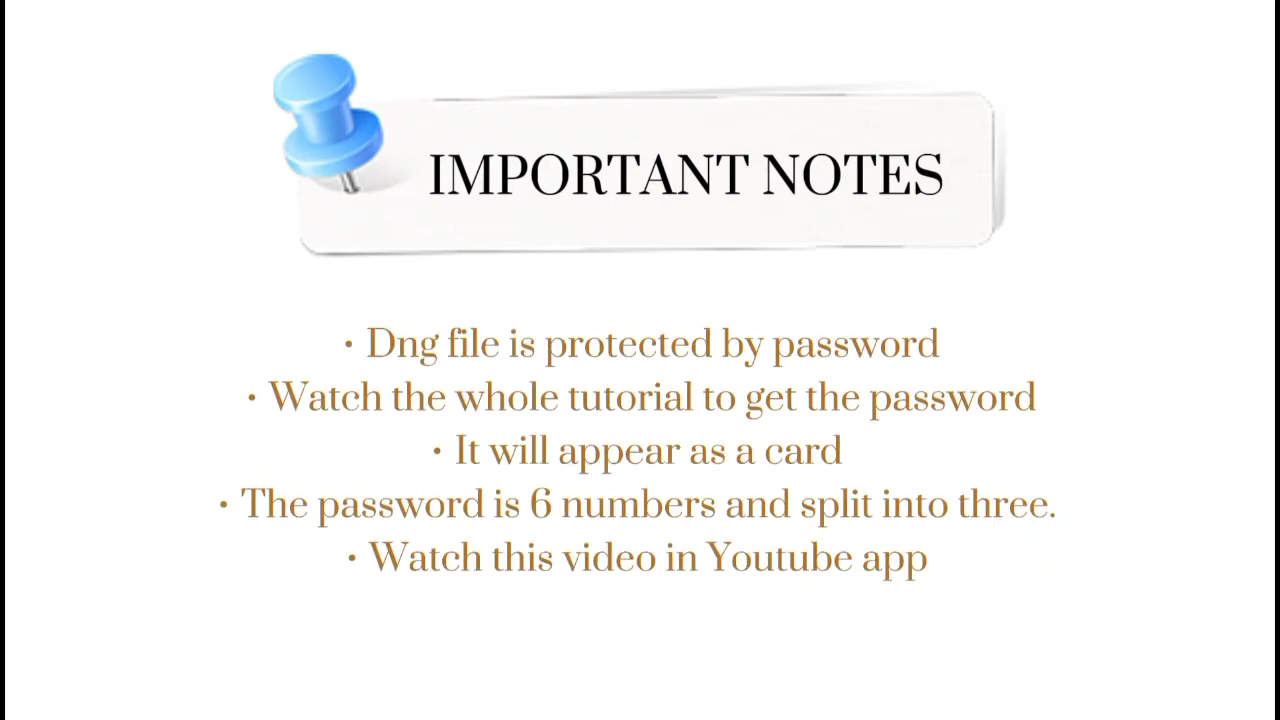 IMPORTANT NOTES
• Dng file is protected by password
• Watch the whole tutorial to get the password
• It will appear as a card
• The password is 6 numbers and split into three.
• Watch this video in Youtube app